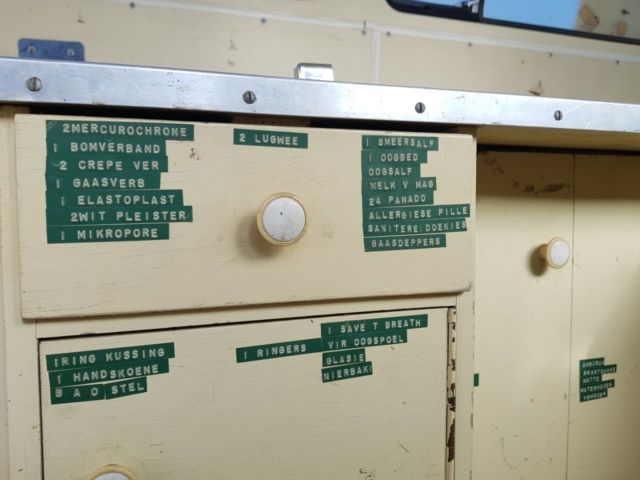 2MERCUROCHRONE
1 BOMVERBAND
2 CREPE VER
1 GAASVERB
1 ELASTOPLAST
2WIT PLEISTER
1 MIKROPORE
2 LUGWEE
1 SMEERSALF
1 OOGBED
OOGSALF
MELK V MAG
24 PANADO
ALLERGIESE PILLE
SANITERE DOEKIES
GAASDEPPERS
1RING KUSSING
1 HANDSKOENE
B A O STEL
1 RINGERS
1 SAVE T BREATH
VIR OOGSPOEL
GLASIE
NIERBAK
MATTE